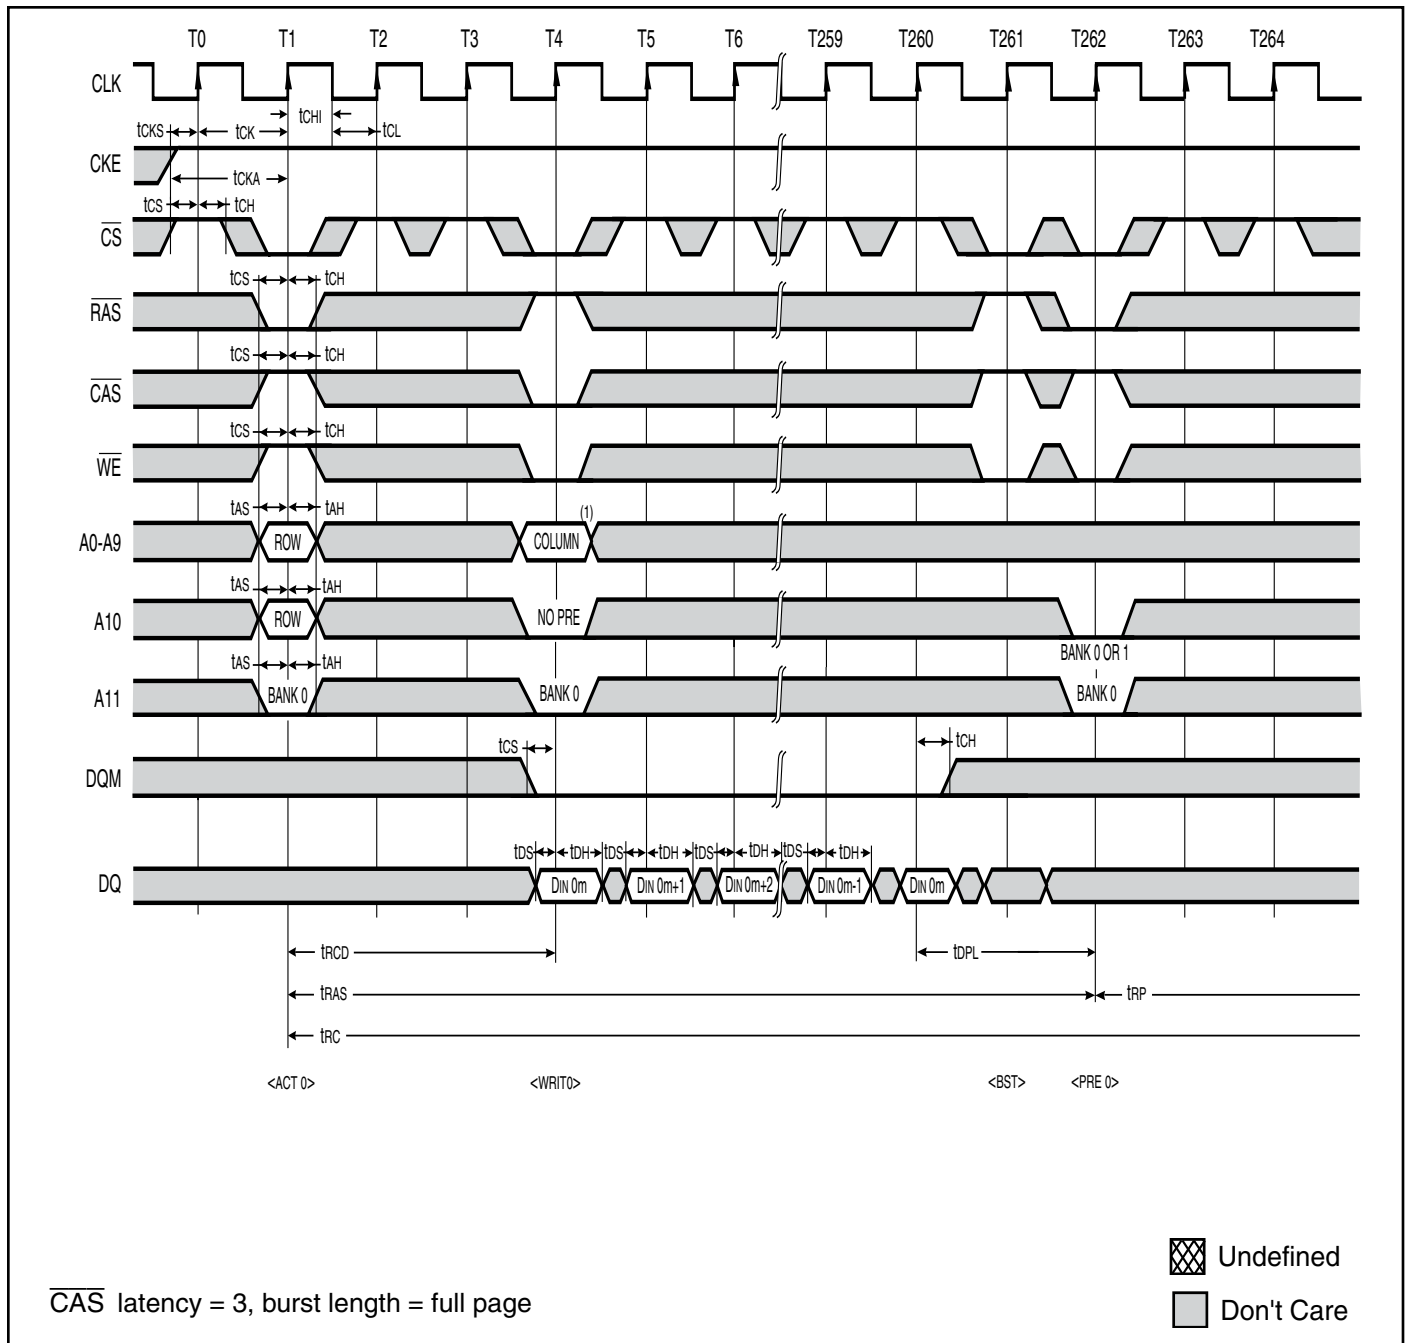 T0 T1 T2 T3 T4 T5 T6 T259 T260 T261 T262 T263 T264
CLK
tCHI
tCKS tCK tCL
CKE
tCKA
tCS tCH
CS
tCS tCH
RAS
tCS tCH
CAS
tCS tCH
WE
tAS tAH
(1)
A0-A9 ROW COLUMN
tAS tAH
A10 ROW NO PRE
BANK 0 OR 1
tAS tAH
A11 BANK 0 BANK 0 BANK 0
tCS tCH
DQM
tDS tDH tDS tDH tDS tDH tDS tDH
DQ DIN 0m DIN 0m+1 DIN 0m+2 DIN 0m-1 DIN 0m
tRCD tDPL
tRAS tRP
tRC
<ACT 0> <WRIT0> <BST> <PRE 0>
Undefined
CAS latency = 3, burst length = full page
Don't Care